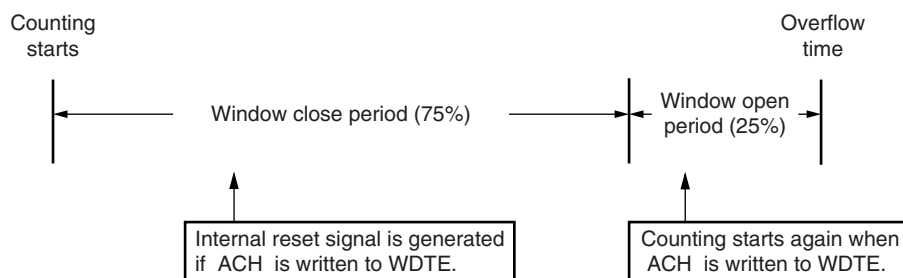 Counting
starts
Overflow
time
Window close period (75%)
Window open
period (25%)
Internal reset signal is generated
if ACH is written to WDTE.
Counting starts again when
ACH is written to WDTE.